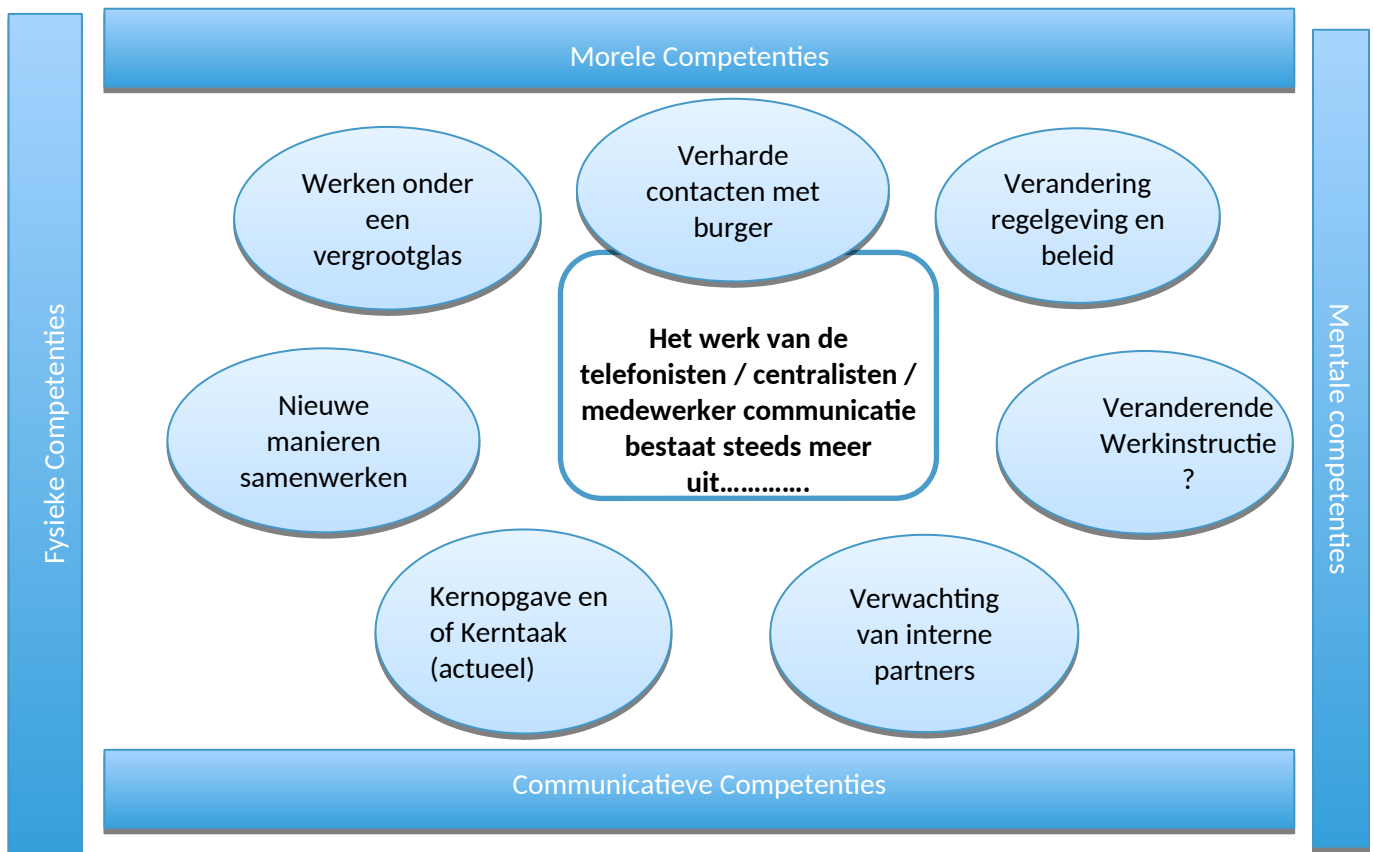 Morele Competenties
Fysieke Competenties
Werken onder
een
vergrootglas
Verharde
contacten met
burger
Verandering
regelgeving en
beleid
Nieuwe
manieren
samenwerken
Het werk van de
telefonisten / centralisten /
medewerker communicatie
bestaat steeds meer
uit………….
Veranderende
Werkinstructie
?
Mentale competenties
Kernopgave en
of Kerntaak
(actueel)
Verwachting
van interne
partners
Communicatieve Competenties